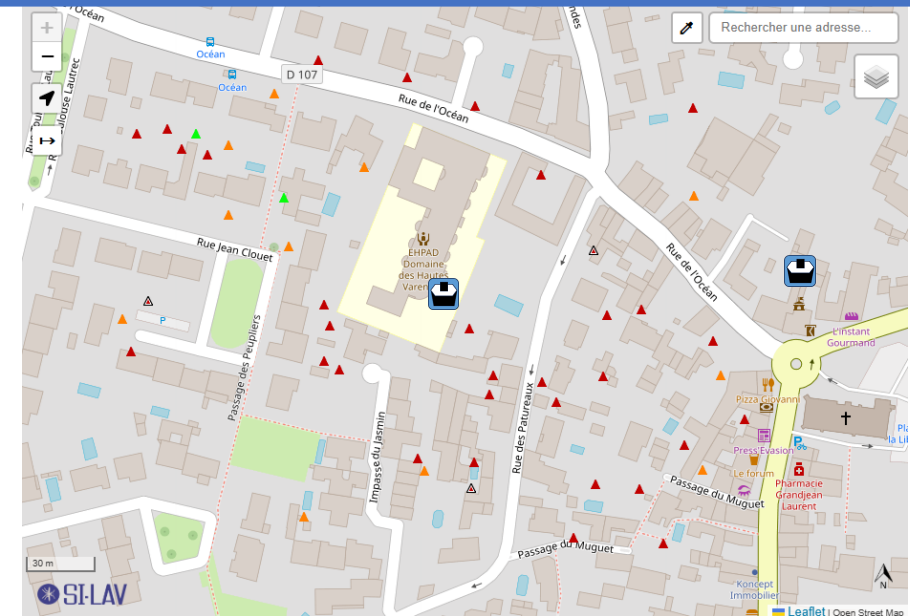 l'Océan
Océan
Océan
D 107
Rue de l'Océan
Rechercher une adresse...
Rue Jean Clouet
EHPAD
Domaine
des Hautes
Rue de l'Océan
L'instant
Gourmand
P
Passage des Peupliers
Rue des Patureaux
Impasse du Jasmin
Pizza Giovanni
Press'Evasion
Le forum
Passage du Muguet
Pharmacie
Grandjean
Laurent
Passage du Muguet
Koncept
Immobilier
30 m
SI-LAV
N
Leaflet | Open Street Map